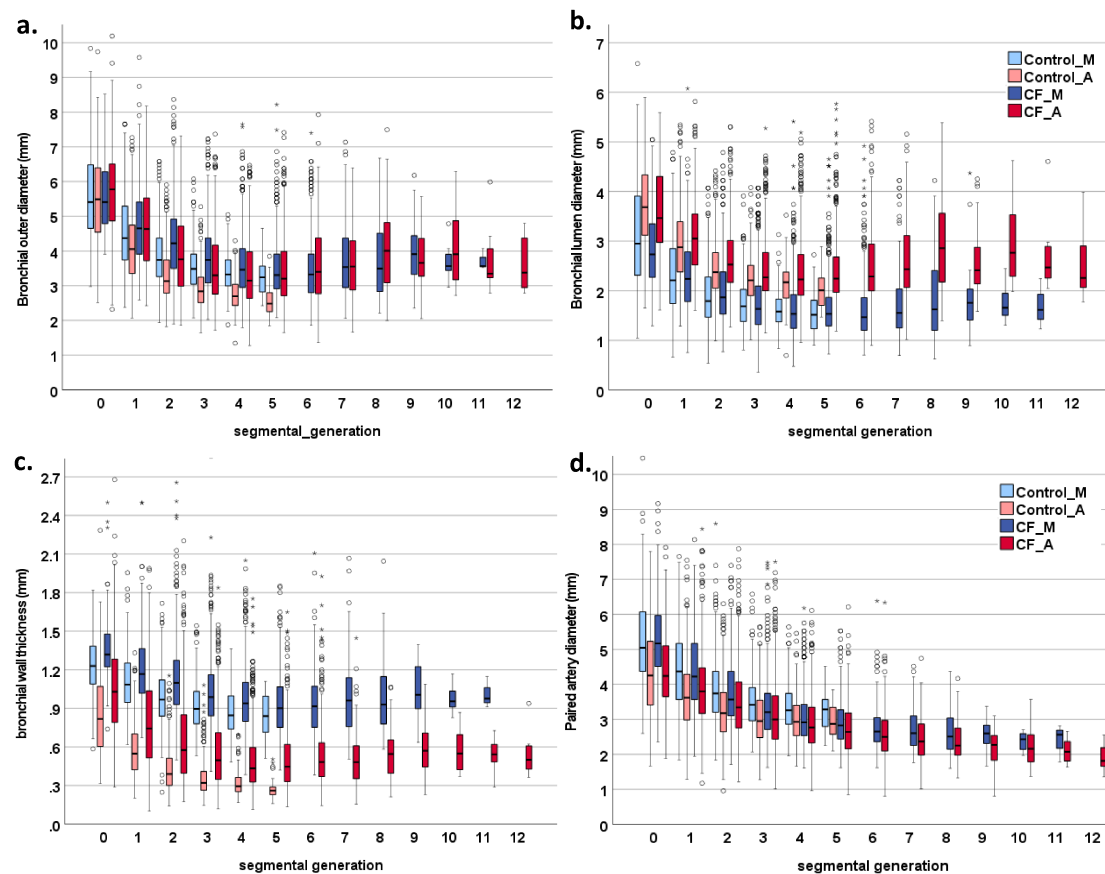 a.
Bronchial outer diameter (mm)
10
9
8
7
6
5
4
3
2
1
0
0 1 2 3 4 5 6 7 8 9 10 11 12
segmental_generation
b.
Bronchial lumen diameter (mm)
7
6
5
4
3
2
1
0
Control_M
Control_A
CF_M
CF_A
0 1 2 3 4 5 6 7 8 9 10 11 12
segmental generation
c.
bronchial wall thickness (mm)
2.7
2.4
2.1
1.8
1.5
1.2
.9
.6
.3
.0
0 1 2 3 4 5 6 7 8 9 10 11 12
segmental generation
d.
Paired artery diameter (mm)
10
9
8
7
6
5
4
3
2
1
0
Control_M
Control_A
CF_M
CF_A
0 1 2 3 4 5 6 7 8 9 10 11 12
segmental generation